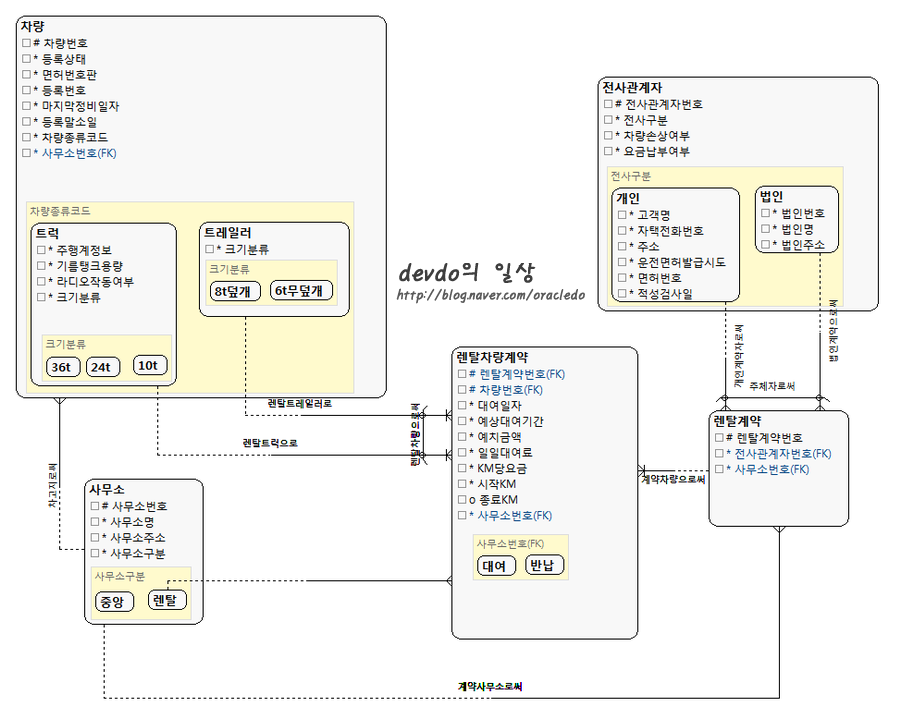 차량
# 차량번호
* 등록상태
* 면허번호판
* 등록번호
* 마지막정비일자
* 등록말소일
* 차량종류코드
* 사무소번호(FK)
차량종류코드
트럭
* 주행계정보
* 기름탱크용량
* 라디오작동여부
* 크기분류
크기분류
36t 24t 10t
트레일러
* 크기분류
크기분류
8t덮개 6t무덮개
devdo의 일상
http://blog.naver.com/oracledo
전사관계자
# 전사관계자번호
* 전사구분
* 차량손상여부
* 요금납부여부
전사구분
개인
* 고객명
* 자택전화번호
* 주소
* 운전면허발급시도
* 면허번호
* 적성검사일
법인
* 법인번호
* 법인명
* 법인주소
개인계약자로써
법인계약으로써
주체자로써
렌탈트레일러로
렌탈트럭으로
렌탈차량으로써
렌탈차량계약
# 렌탈계약번호(FK)
# 차량번호(FK)
* 대여일자
* 예상대여기간
* 예치금액
* 일일대여료
* KM당요금
* 시작KM
o 종료KM
* 사무소번호(FK)
사무소번호(FK)
대여 반납
계약차량으로써
렌탈계약
# 렌탈계약번호
* 전사관계자번호(FK)
* 사무소번호(FK)
차고지로써
사무소
# 사무소번호
* 사무소명
* 사무소주소
* 사무소구분
사무소구분
중앙 렌탈
계약사무소로써